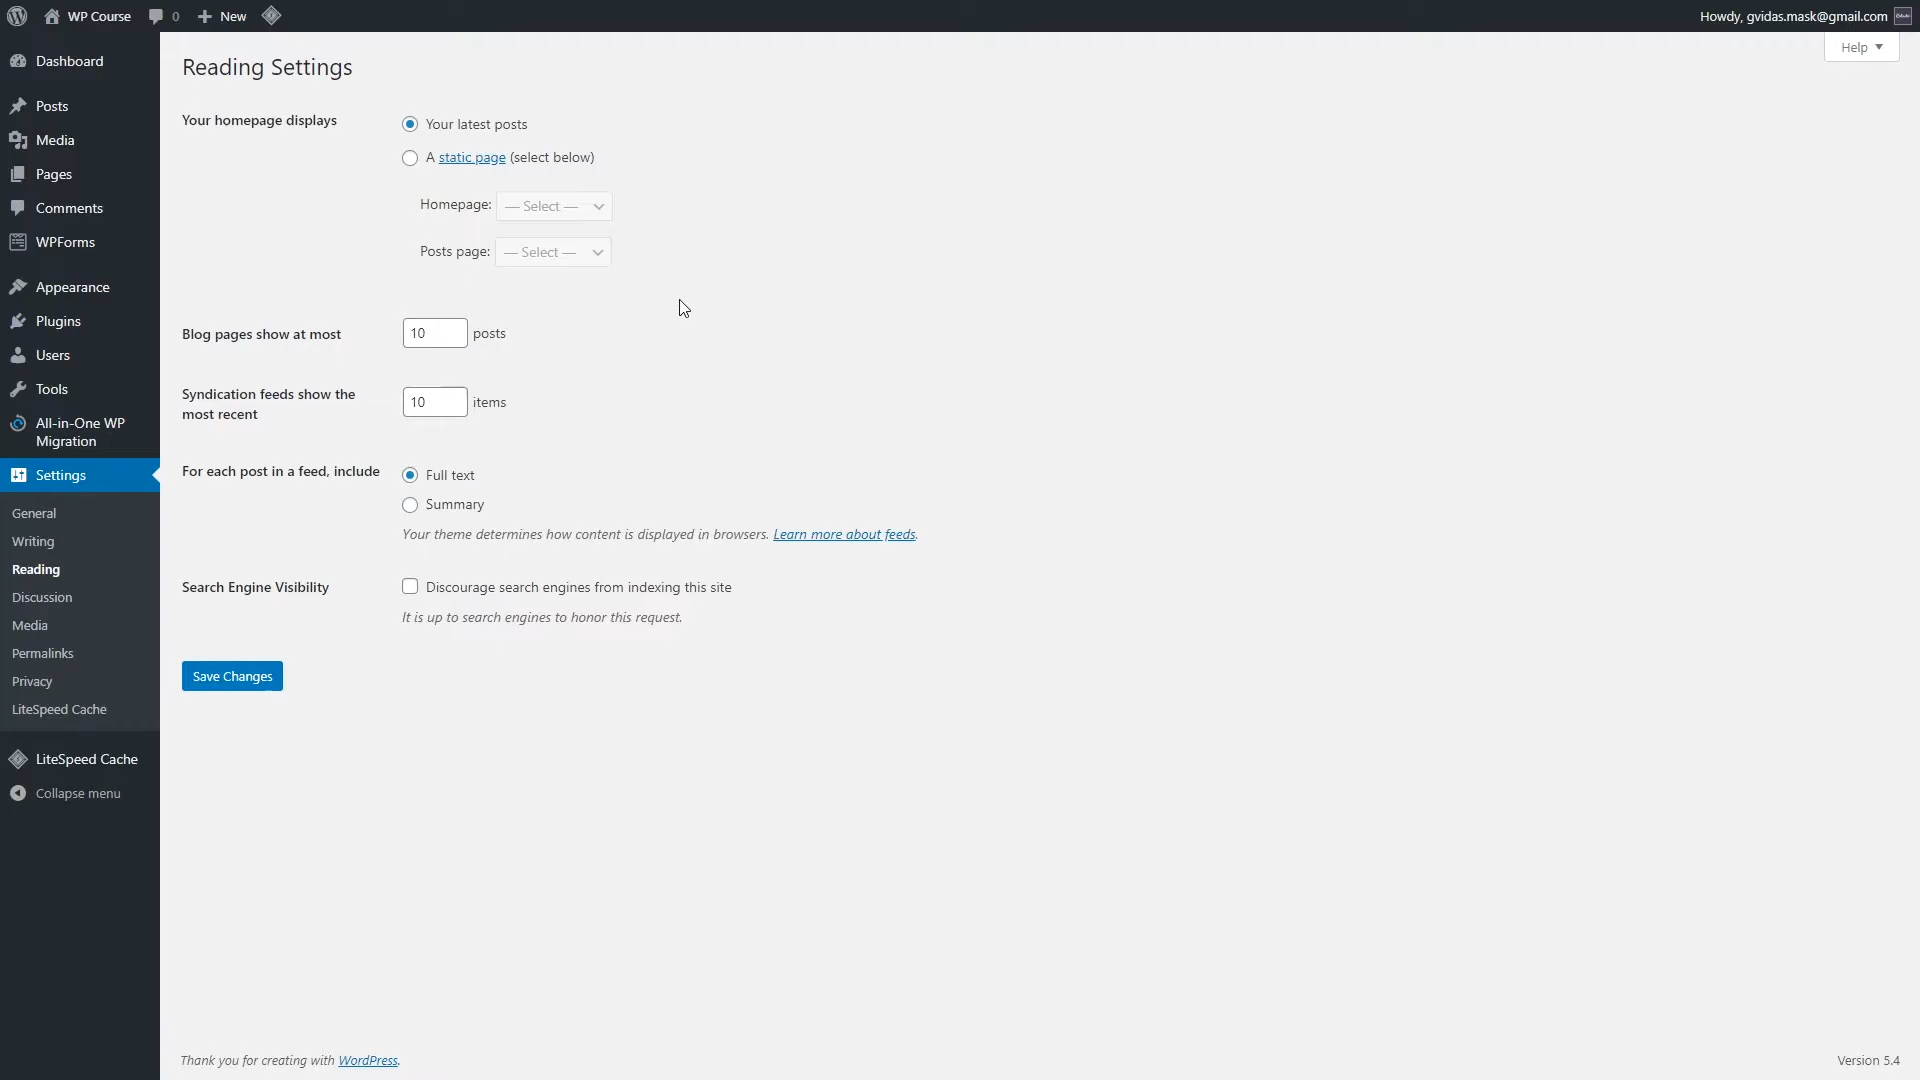 WP Course
0
New
Howdy, gvidas.mask@gmail.com
Help
Dashboard
Posts
Media
Pages
Comments
WPForms
Appearance
Plugins
Users
Tools
All-in-One WP
Migration
Settings
General
Writing
Reading
Discussion
Media
Permalinks
Privacy
LiteSpeed Cache
LiteSpeed Cache
Collapse menu
Reading Settings
Your homepage displays
Your latest posts
A static page (select below)
Homepage: — Select —
Posts page: — Select —
Blog pages show at most
10 posts
Syndication feeds show the
most recent
10 items
For each post in a feed, include
Full text
Summary
Your theme determines how content is displayed in browsers. Learn more about feeds.
Search Engine Visibility
Discourage search engines from indexing this site
It is up to search engines to honor this request.
Save Changes
Thank you for creating with WordPress.
Version 5.4